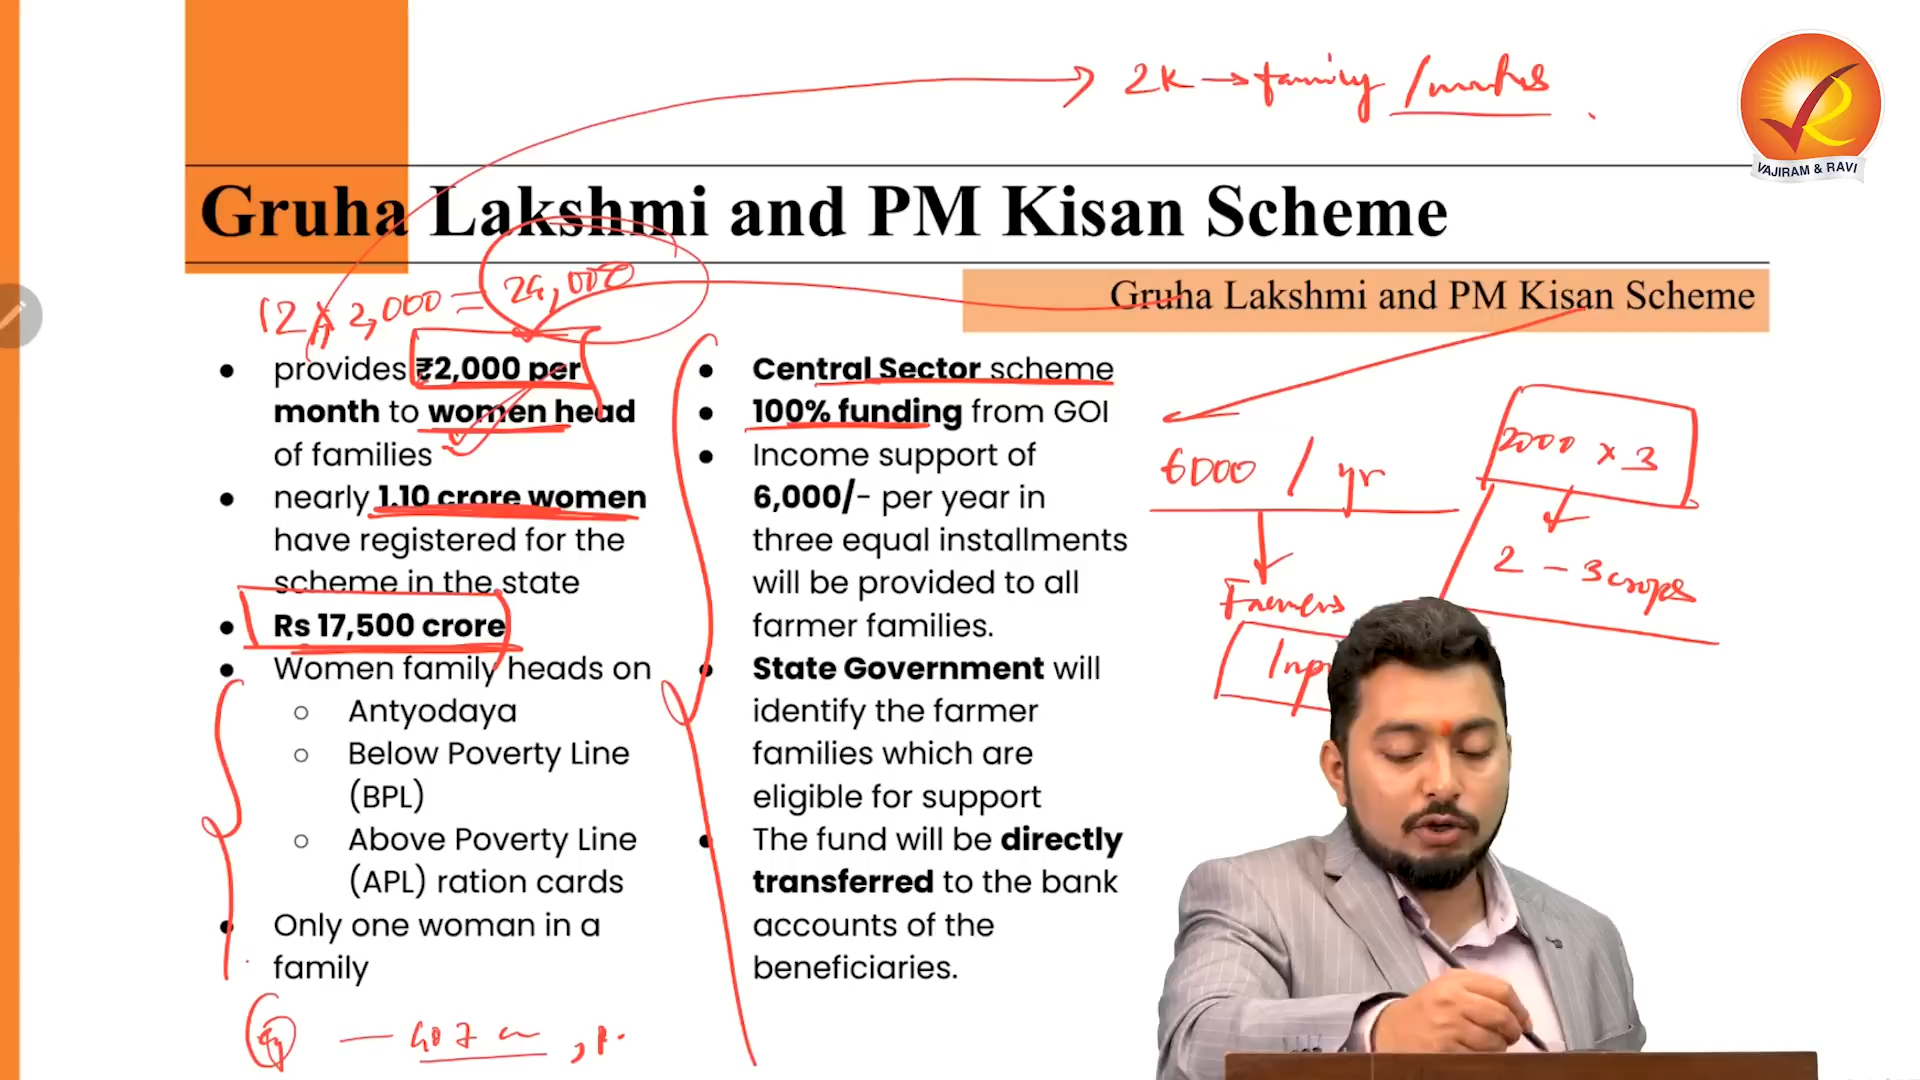 2K → family / months
VAJIRAM & RAVI
Gruha Lakshmi and PM Kisan Scheme
Gruha Lakshmi and PM Kisan Scheme
12 x 2,000 = 24,000
• provides ₹2,000 per
month to women head
of families
• nearly 1.10 crore women
have registered for the
scheme in the state
• Rs 17,500 crore
• Women family heads on
○ Antyodaya
○ Below Poverty Line
(BPL)
○ Above Poverty Line
(APL) ration cards
• Only one woman in a
family
• Central Sector scheme
• 100% funding from GOI
• Income support of
6,000/- per year in
three equal installments
will be provided to all
farmer families.
• State Government will
identify the farmer
families which are
eligible for support
• The fund will be directly
transferred to the bank
accounts of the
beneficiaries.
6000 / yr
Farmers
Inp
2000 x 3
2 - 3 crops